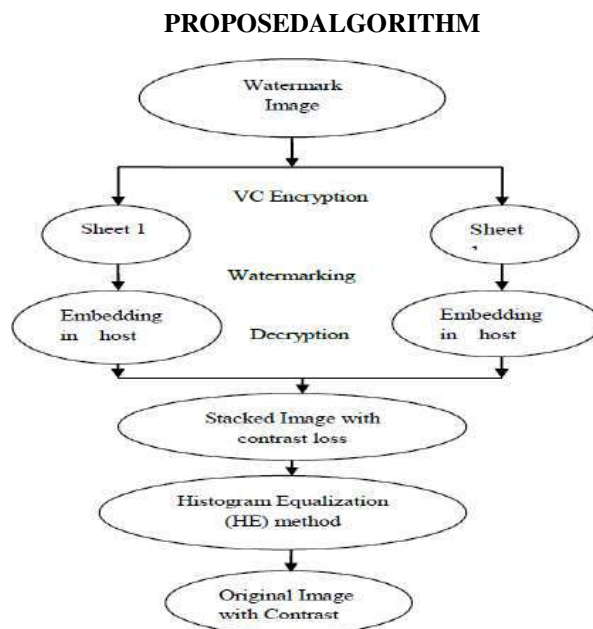 PROPOSEDALGORITHM
Watermark
Image
VC Encryption
Sheet 1
Sheet
Watermarking
Embedding
in host
Embedding
in host
Decryption
Stacked Image with
contrast loss
Histogram Equalization
(HE) method
Original Image
with Contrast